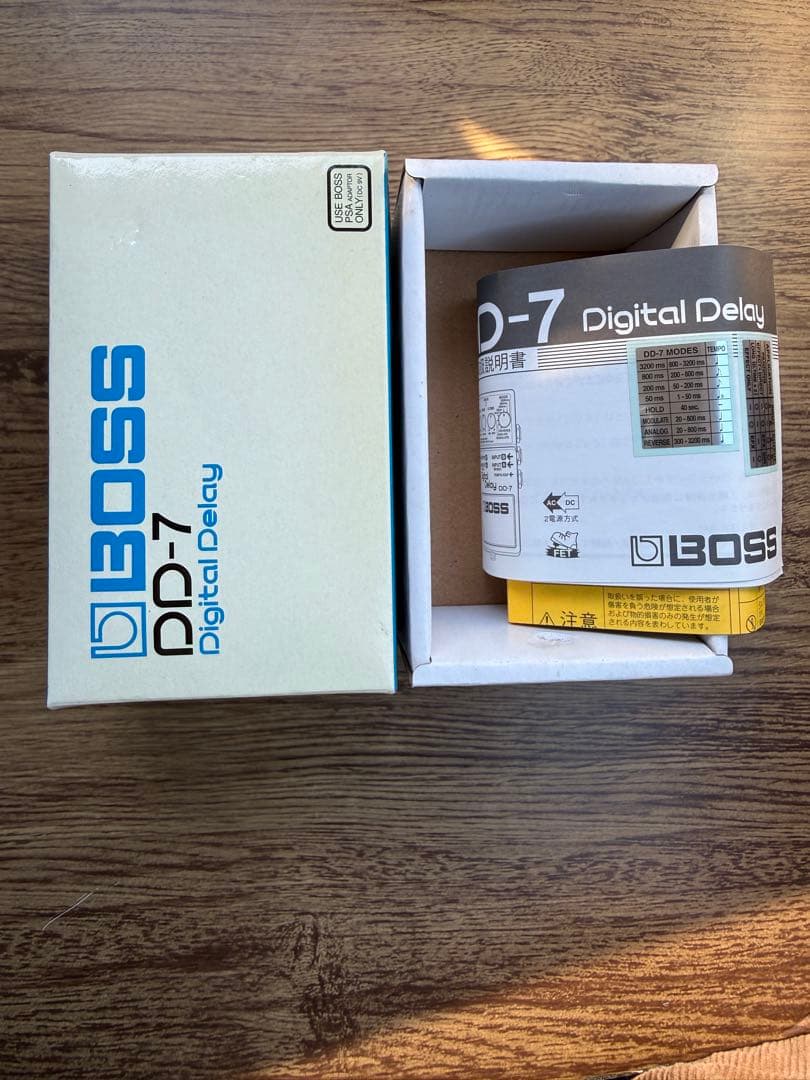 USE BOSS
PSA ADAPTOR
ONLY (DC 9V)
BOSS
DD-7
Digital Delay
D-7 Digital Delay
説明書
DD-7 MODES TEMPO
3200 ms 800 - 3200 ms
800 ms 200 - 800 ms
200 ms 50 - 200 ms
50 ms 1 - 50 ms
HOLD 40 sec.
MODULATE 20 - 800 ms
ANALOG 20 - 800 ms
REVERSE 300 - 3200 ms
Delay DD-7
BOSS
AC DC
2電源方式
FET
BOSS
注意
取扱いを誤った場合に、使用者が
傷害を負う危険が想定される場合
および物的損害のみの発生が想定
される内容を表わしています。